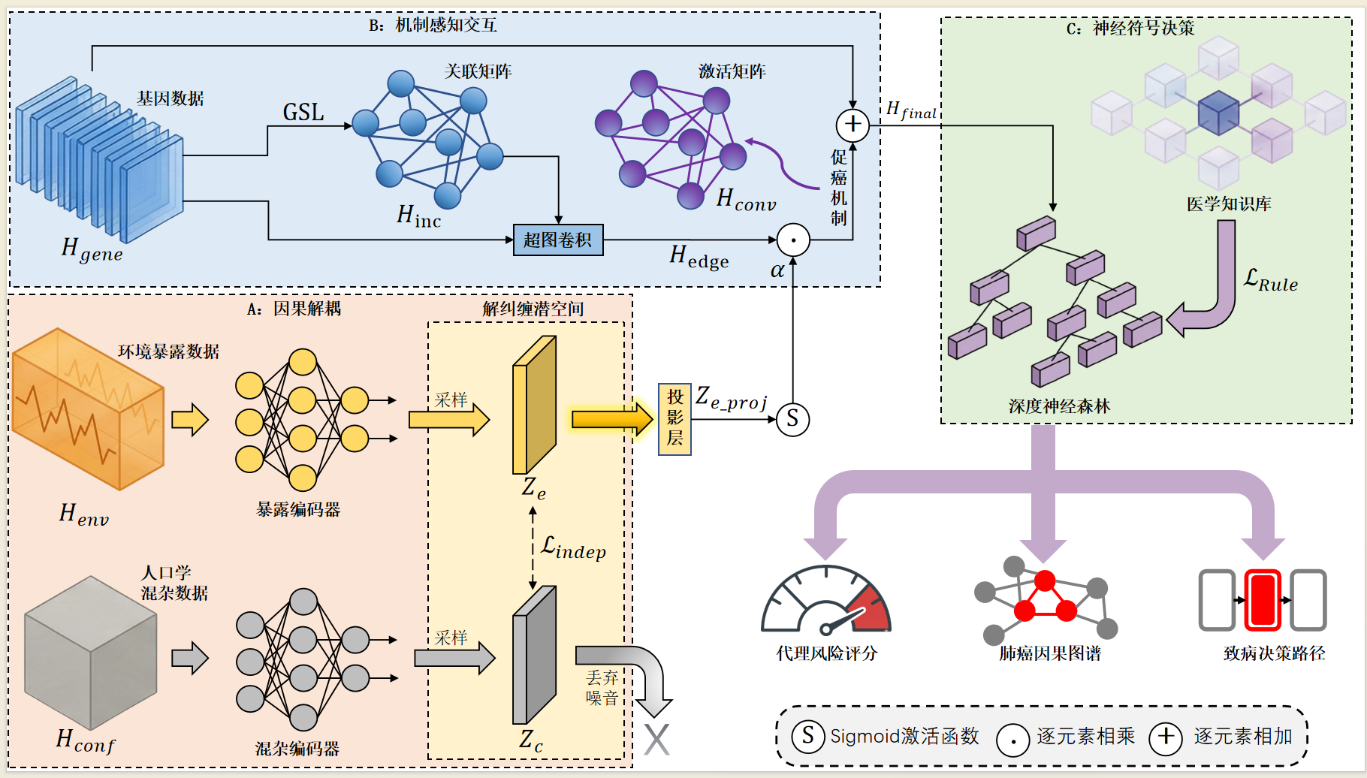 B：机制感知交互
基因数据
H_gene
GSL
关联矩阵
H_inc
激活矩阵
H_conv
超图卷积
H_edge
·
α
+
促癌机制
H_final
C：神经符号决策
医学知识库
ℒ_Rule
深度神经森林
A：因果解耦
解纠缠潜空间
环境暴露数据
H_env
暴露编码器
采样
Z_e
投影层
Z_e_proj
S
ℒ_indep
人口学
混杂数据
H_conf
混杂编码器
采样
Z_c
丢弃
噪音
X
代理风险评分
肺癌因果图谱
致病决策路径
S Sigmoid激活函数 · 逐元素相乘 + 逐元素相加